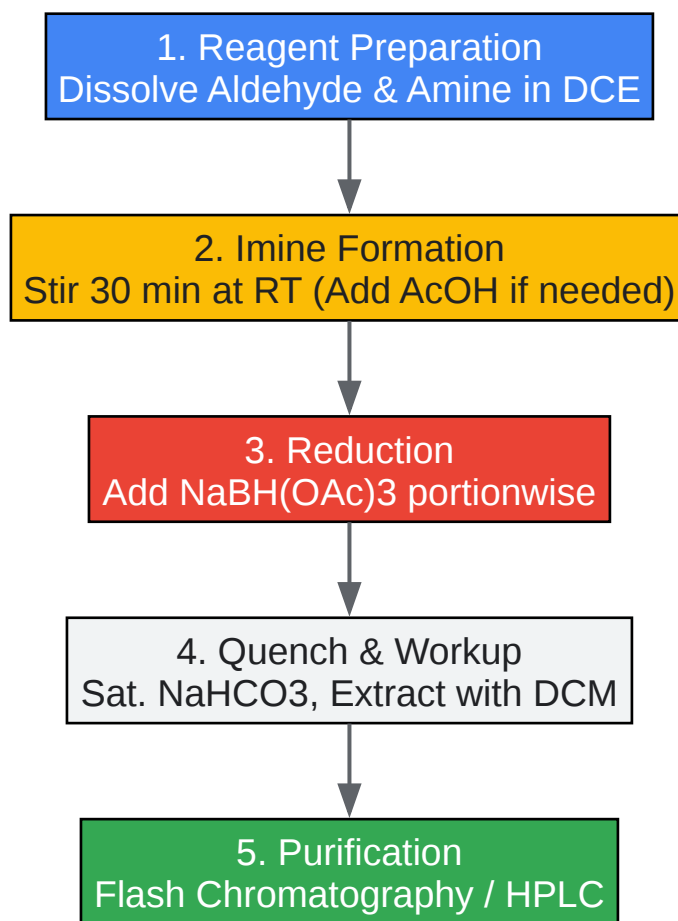 1. Reagent Preparation
Dissolve Aldehyde & Amine in DCE
2. Imine Formation
Stir 30 min at RT (Add AcOH if needed)
3. Reduction
Add NaBH(OAc)3 portionwise
4. Quench & Workup
Sat. NaHCO3, Extract with DCM
5. Purification
Flash Chromatography / HPLC